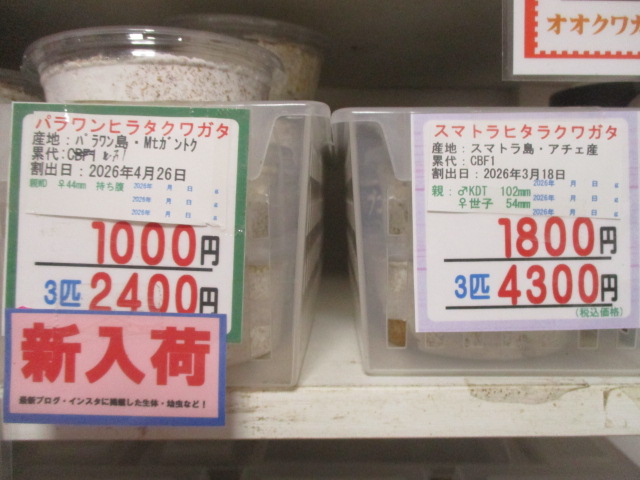 オオクワガ
パラワンヒラタクワガタ
産地：パラワン島・Mtガントク
累代：CBF1
割出日：2026年4月26日
親WD ♀44mm 持ち腹
2026年 月 日 g
2026年 月 日 g
2026年 月 日 g
1000円
3匹 2400円
新入荷
最新ブログ・インスタに掲載した生体・幼虫など！
スマトラヒタラクワガタ
産地：スマトラ島・アチェ産
累代：CBF1
割出日：2026年3月18日
親：♂KDT 102mm
♀世子 54mm
2026年 月 日 g
2026年 月 日 g
2026年 月 日 g
1800円
3匹 4300円
(税込価格)